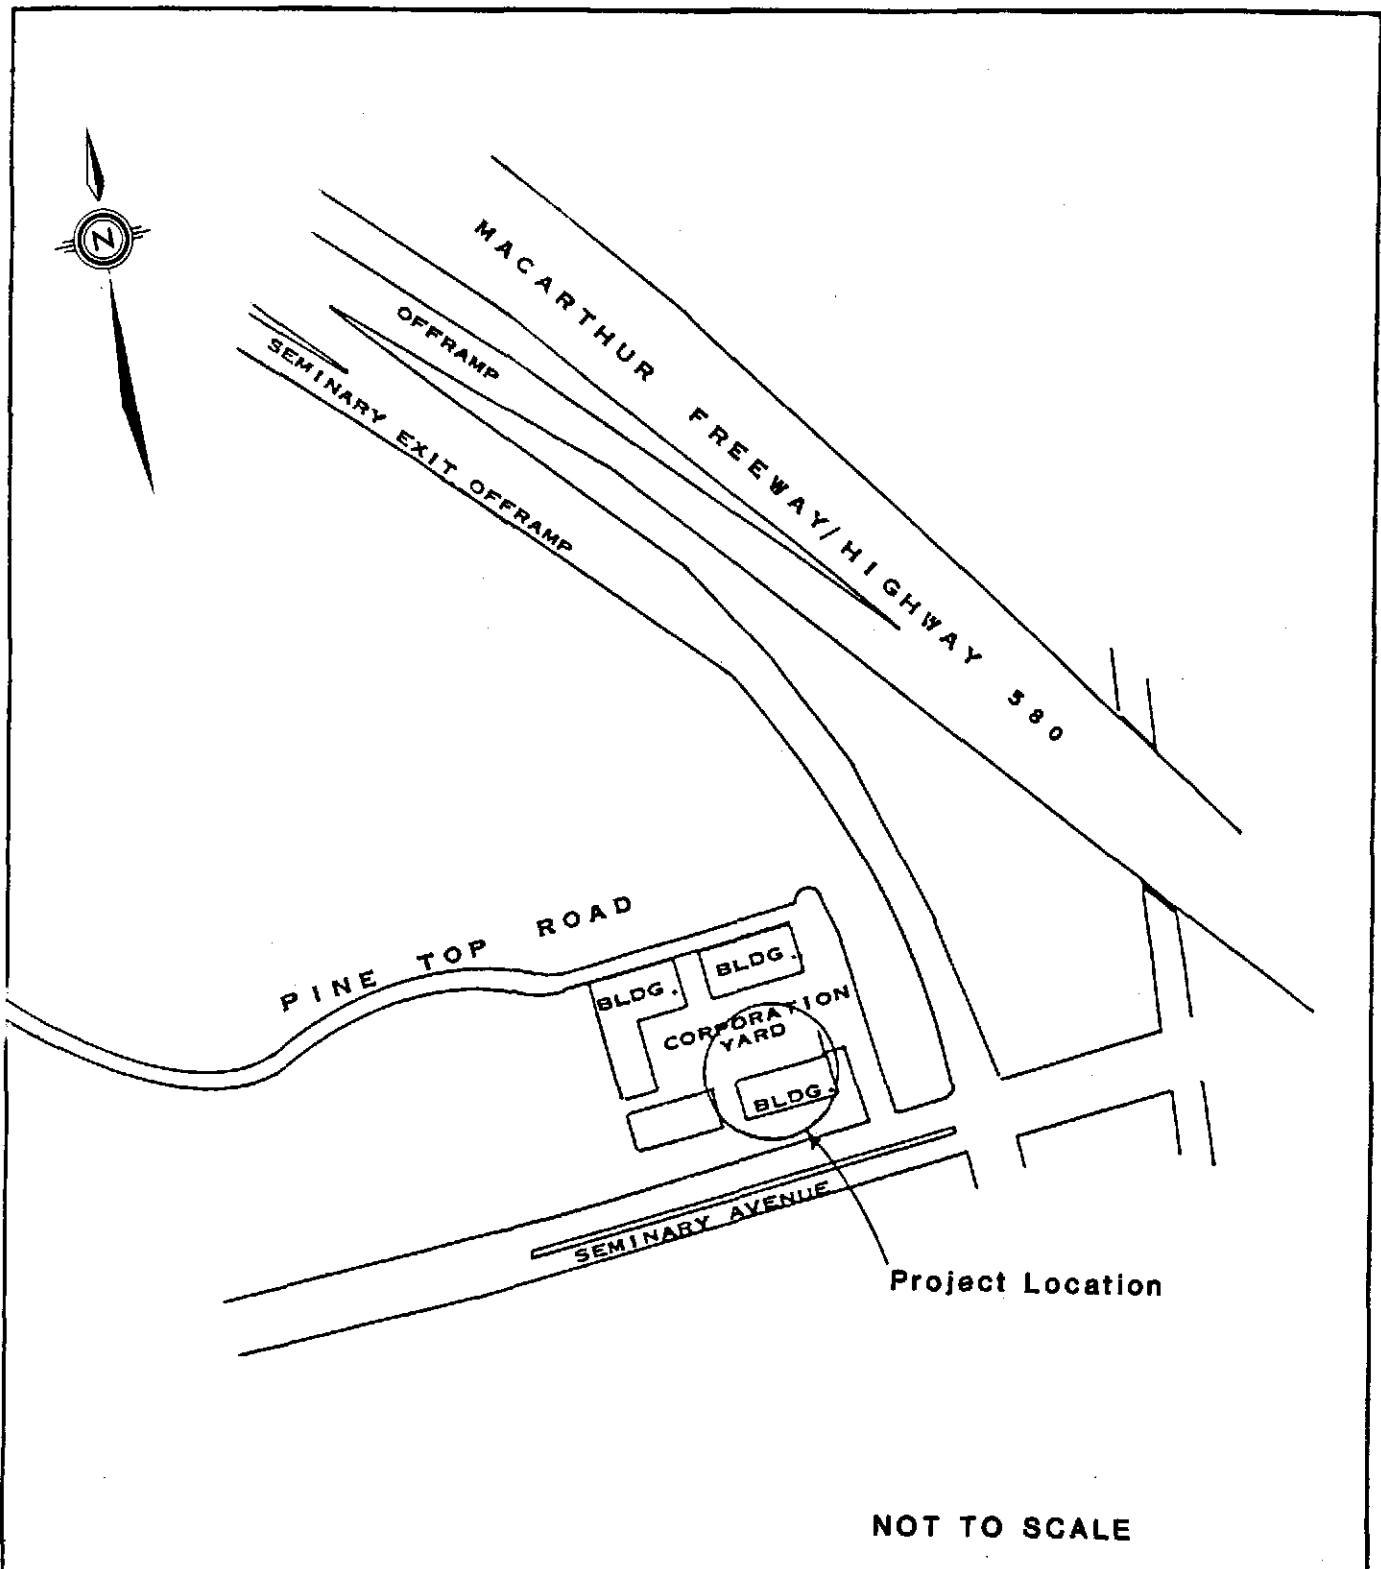 N
MACARTHUR FREEWAY/HIGHWAY 580
OFFRAMP
SEMINARY EXIT OFFRAMP
PINE TOP ROAD
BLDG.
BLDG.
CORPORATION
YARD
BLDG.
SEMINARY AVENUE
Project Location
NOT TO SCALE